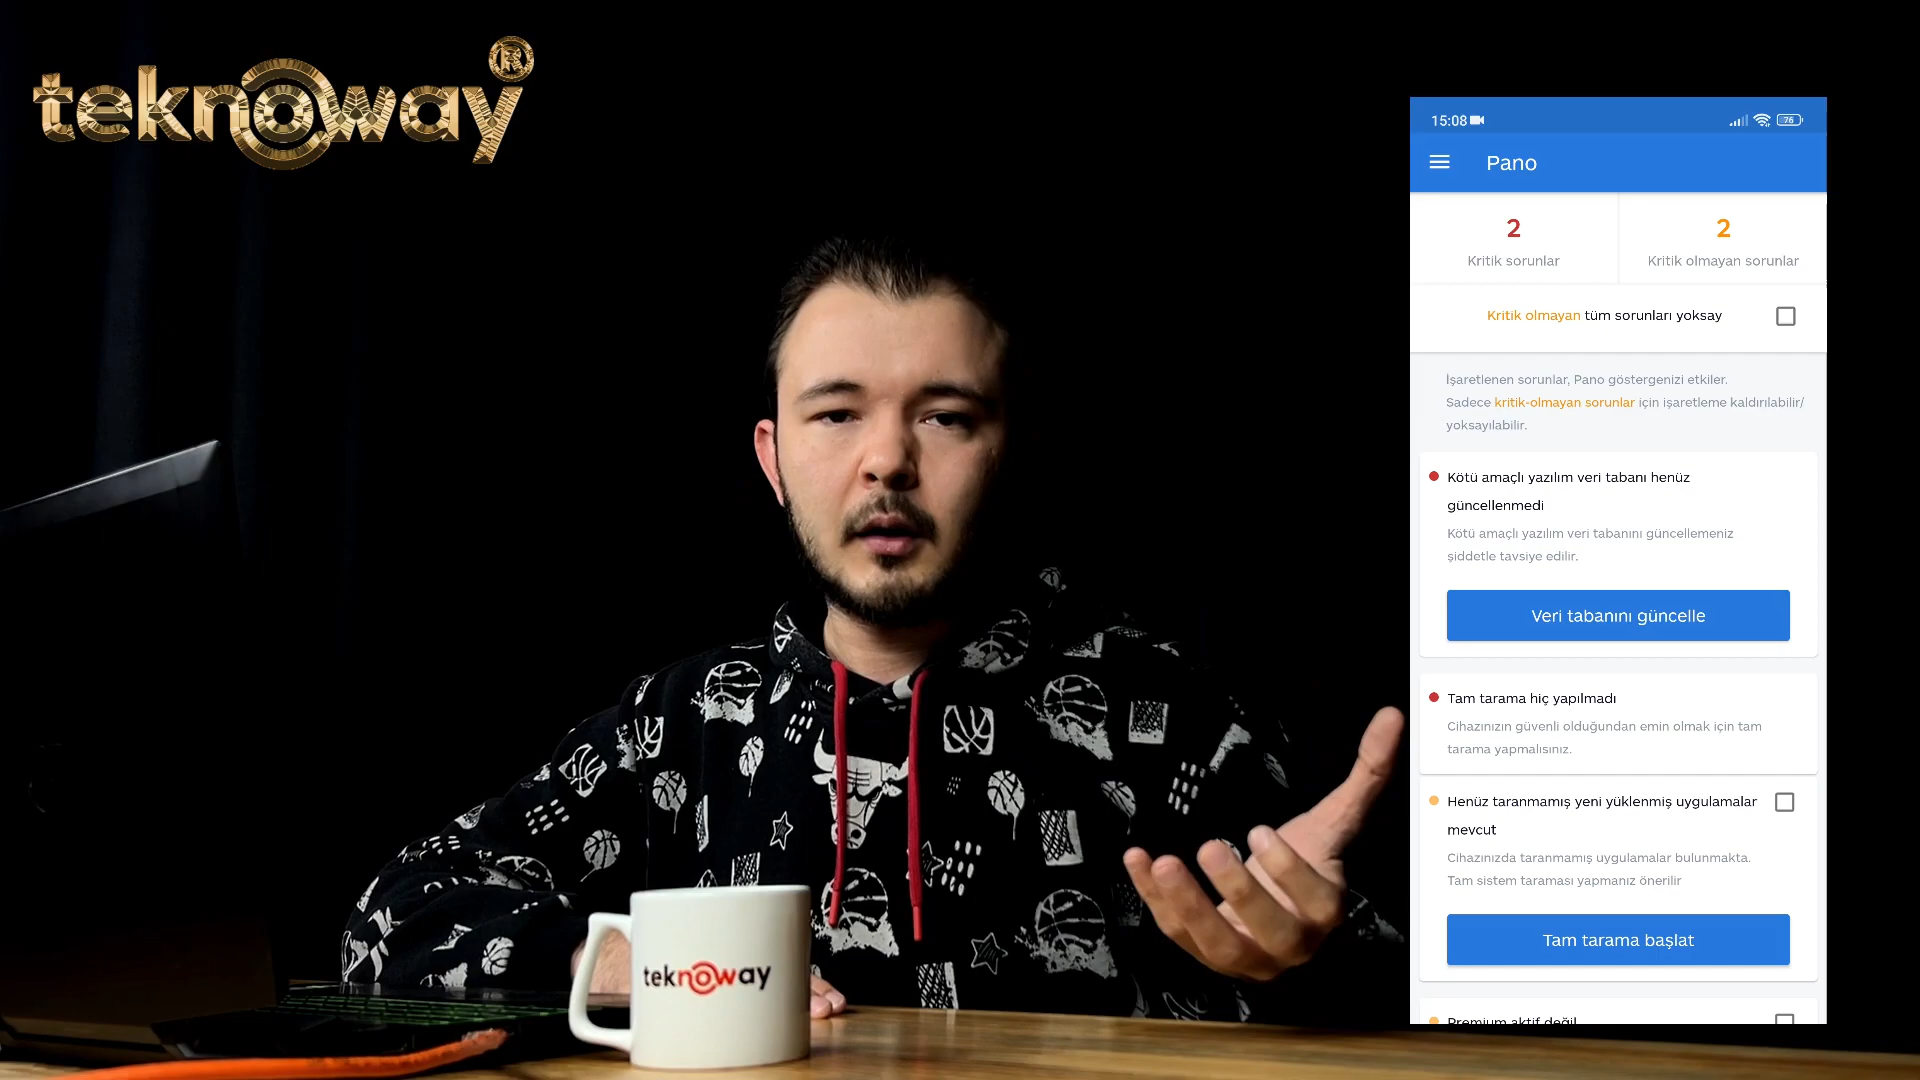 teknoway®
15:08
76
Pano
2
Kritik sorunlar
2
Kritik olmayan sorunlar
Kritik olmayan tüm sorunları yoksay
İşaretlenen sorunlar, Pano göstergenizi etkiler.
Sadece kritik-olmayan sorunlar için işaretleme kaldırılabilir/
yoksayılabilir.
Kötü amaçlı yazılım veri tabanı henüz
güncellenmedi
Kötü amaçlı yazılım veri tabanını güncellemeniz
şiddetle tavsiye edilir.
Veri tabanını güncelle
Tam tarama hiç yapılmadı
Cihazınızın güvenli olduğundan emin olmak için tam
tarama yapmalısınız.
Henüz taranmamış yeni yüklenmiş uygulamalar
mevcut
Cihazınızda taranmamış uygulamalar bulunmakta.
Tam sistem taraması yapmanız önerilir
Tam tarama başlat
Premium aktif değil
teknoway